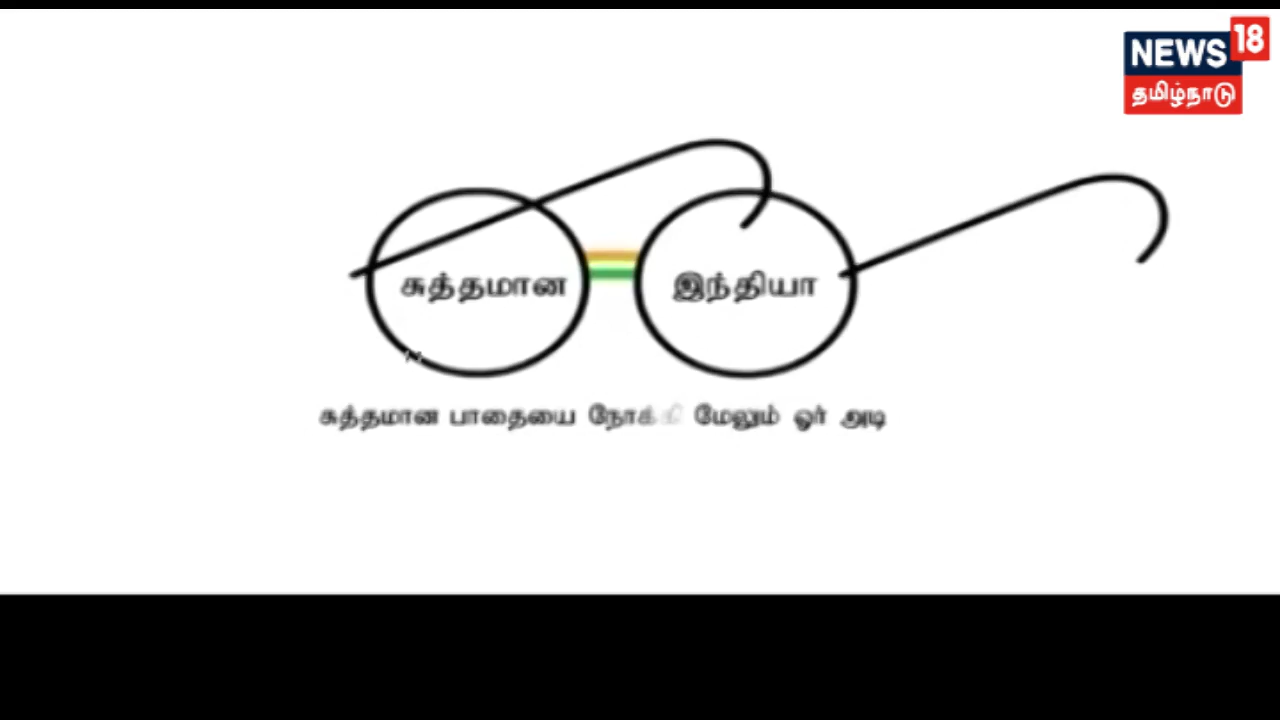 NEWS 18
தமிழ்நாடு
சுத்தமான இந்தியா
சுத்தமான பாதையை நோக்கி மேலும் ஓர் அடி